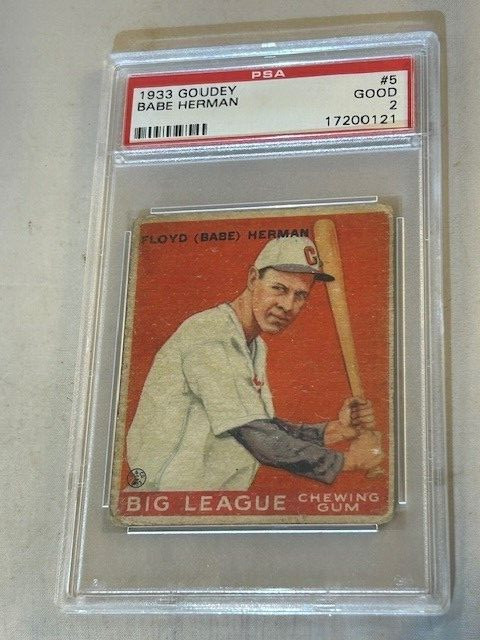 PSA
1933 GOUDEY #5
BABE HERMAN GOOD
2
17200121
FLOYD (BABE) HERMAN
C
BIG LEAGUE CHEWING GUM